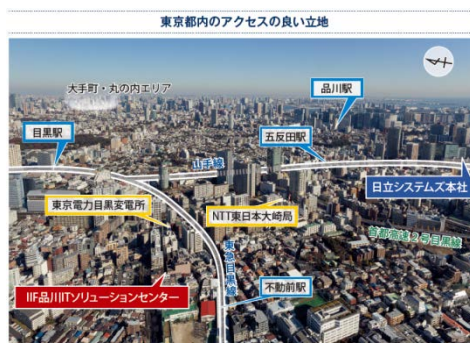 東京都内のアクセスの良い立地
大手町・丸の内エリア
品川駅
目黒駅
五反田駅
山手線
日立システムズ本社
東京電力目黒変電所
NTT東日本大崎局
首都高速2号目黒線
東急目黒線
IIF品川ITソリューションセンター
不動前駅